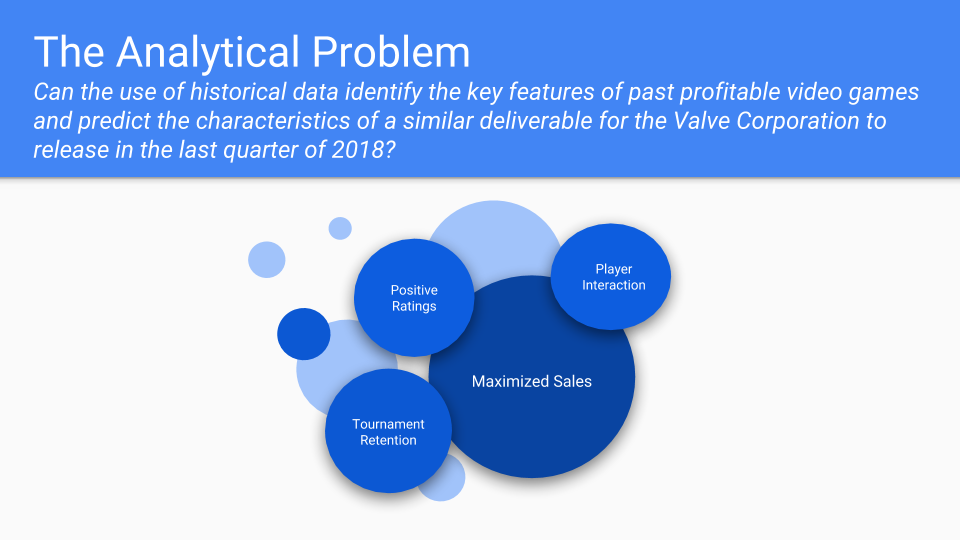 The Analytical Problem
Can the use of historical data identify the key features of past profitable video games
and predict the characteristics of a similar deliverable for the Valve Corporation to
release in the last quarter of 2018?
Positive
Ratings
Player
Interaction
Maximized Sales
Tournament
Retention